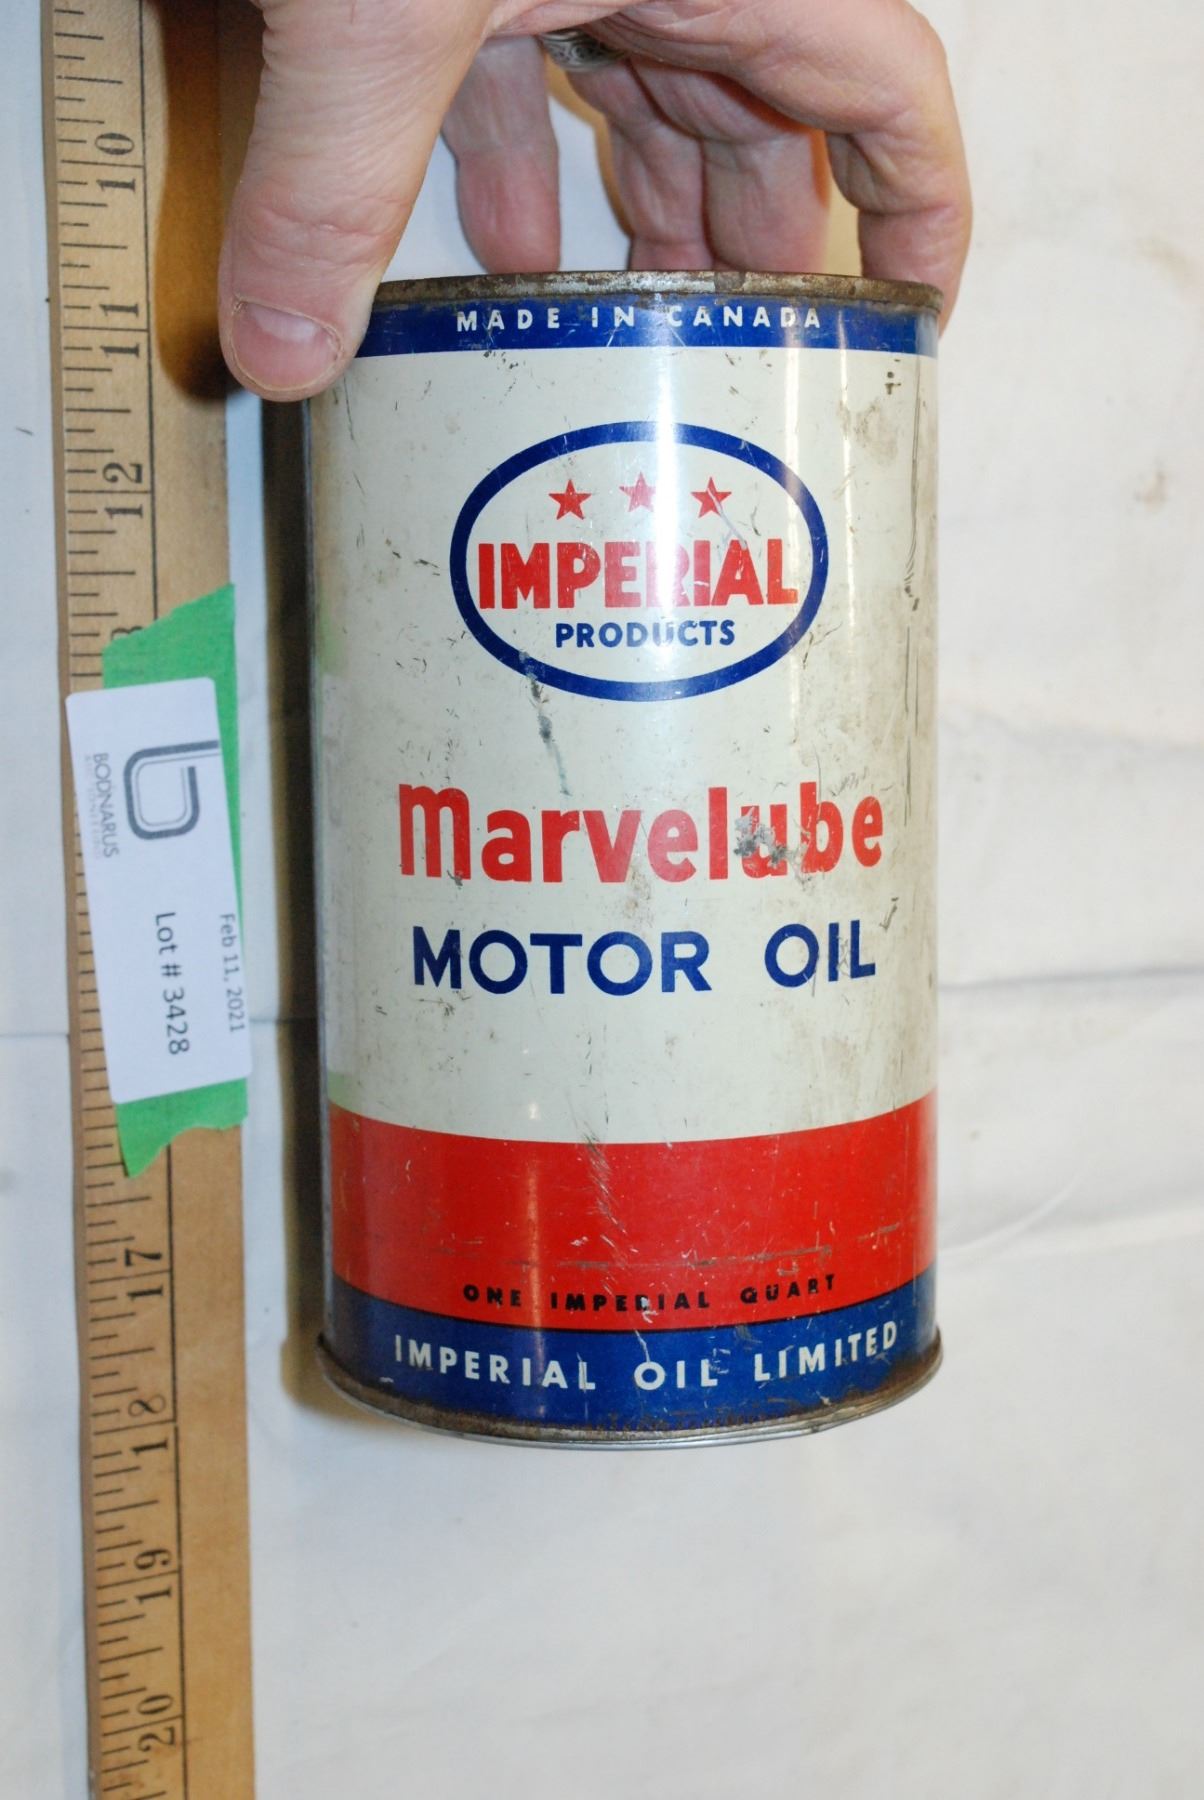 MADE IN CANADA
IMPERIAL
PRODUCTS
Marvelube
MOTOR OIL
ONE IMPERIAL QUART
IMPERIAL OIL LIMITED
BODNARUS
Feb 11, 2021
Lot # 3428
10
11
12
17
18
19
20